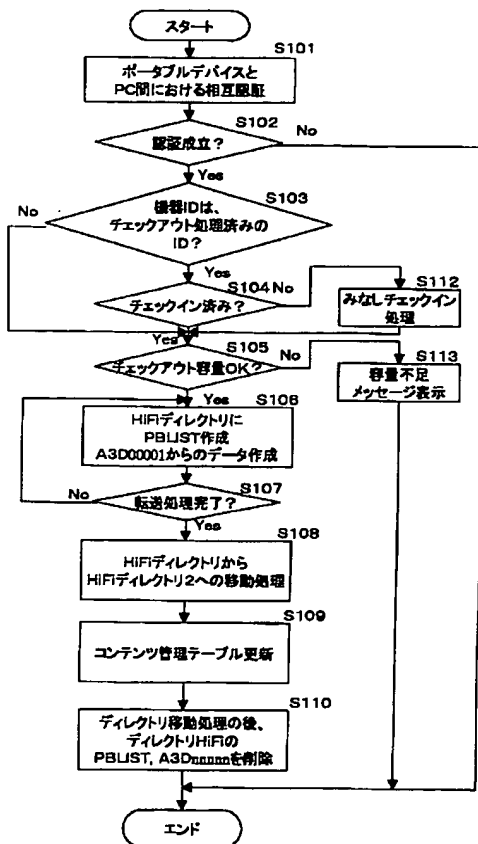 スタート
S101
ポータブルデバイスと
PC間における相互認証
S102
認証成立?
No
Yes
S103
機器IDは、
チェックアウト処理済みの
ID?
No
Yes
S104
チェックイン済み?
No
S112
みなしチェックイン
処理
Yes
S105
チェックアウト容量OK?
No
S113
容量不足
メッセージ表示
Yes
S106
HiFiディレクトリに
PBLIST作成
A3D00001からのデータ作成
S107
転送処理完了?
No
Yes
S108
HiFiディレクトリから
HiFiディレクトリ2への移動処理
S109
コンテンツ管理テーブル更新
S110
ディレクトリ移動処理の後、
ディレクトリHiFiの
PBLIST, A3Dnnnnnを削除
エンド